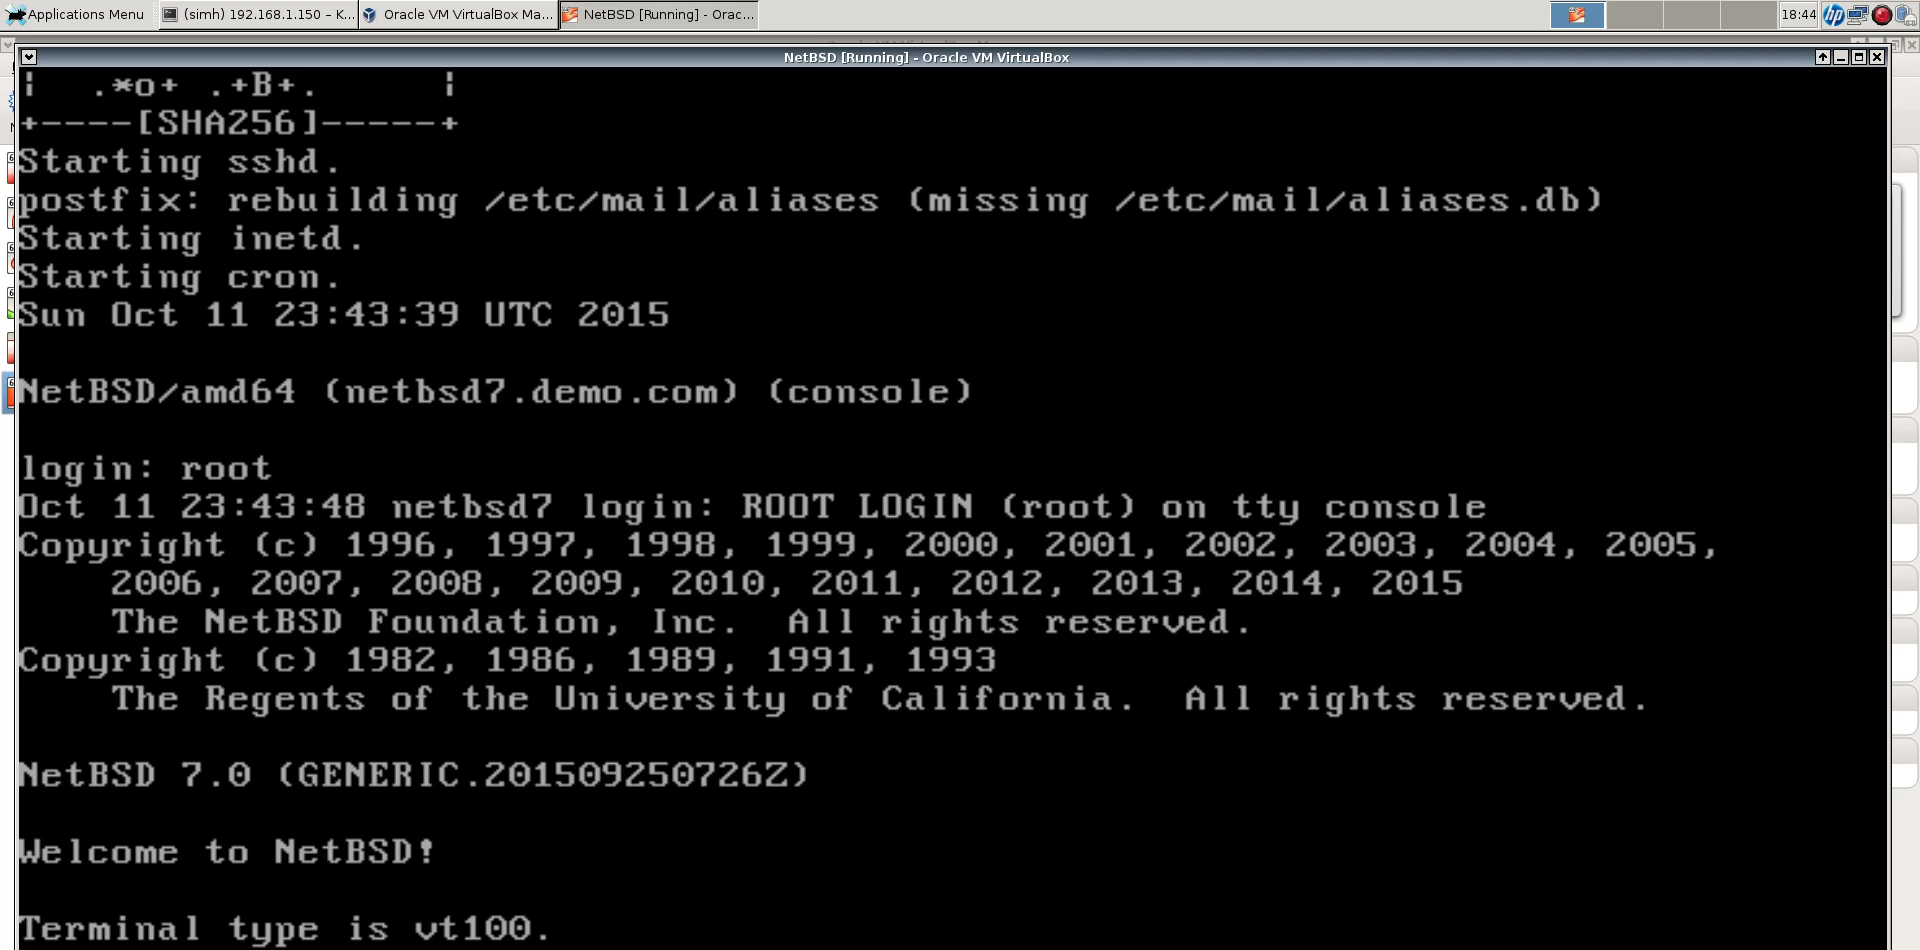 Applications Menu
(simh) 192.168.1.150 – K...
Oracle VM VirtualBox Ma...
NetBSD [Running] - Orac...
18:44
NetBSD [Running] - Oracle VM VirtualBox
|   .*o+  .+B+.      |
+----[SHA256]-----+
Starting sshd.
postfix: rebuilding /etc/mail/aliases (missing /etc/mail/aliases.db)
Starting inetd.
Starting cron.
Sun Oct 11 23:43:39 UTC 2015
NetBSD/amd64 (netbsd7.demo.com) (console)
login: root
Oct 11 23:43:48 netbsd7 login: ROOT LOGIN (root) on tty console
Copyright (c) 1996, 1997, 1998, 1999, 2000, 2001, 2002, 2003, 2004, 2005,
2006, 2007, 2008, 2009, 2010, 2011, 2012, 2013, 2014, 2015
The NetBSD Foundation, Inc.  All rights reserved.
Copyright (c) 1982, 1986, 1989, 1991, 1993
The Regents of the University of California.  All rights reserved.
NetBSD 7.0 (GENERIC.201509250726Z)
Welcome to NetBSD!
Terminal type is vt100.